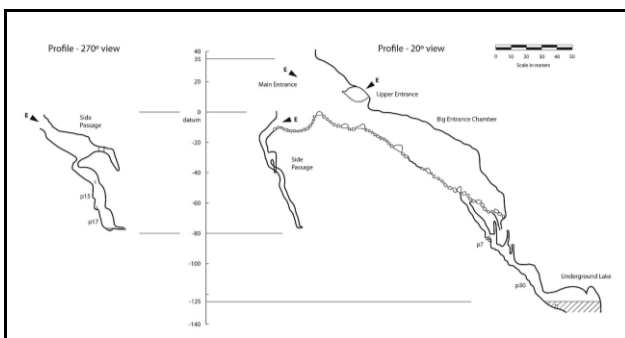 Profile - 270º view
Profile - 20º view
0 10 20 30 40 50
Scale in meters
40
35
20
0
datum
-20
-40
-60
-80
-100
-125
-140
E
Main Entrance
E
Upper Entrance
Big Entrance Chamber
E
Side
Passage
p15
p17
E
Side
Passage
p7
p30
Underground Lake